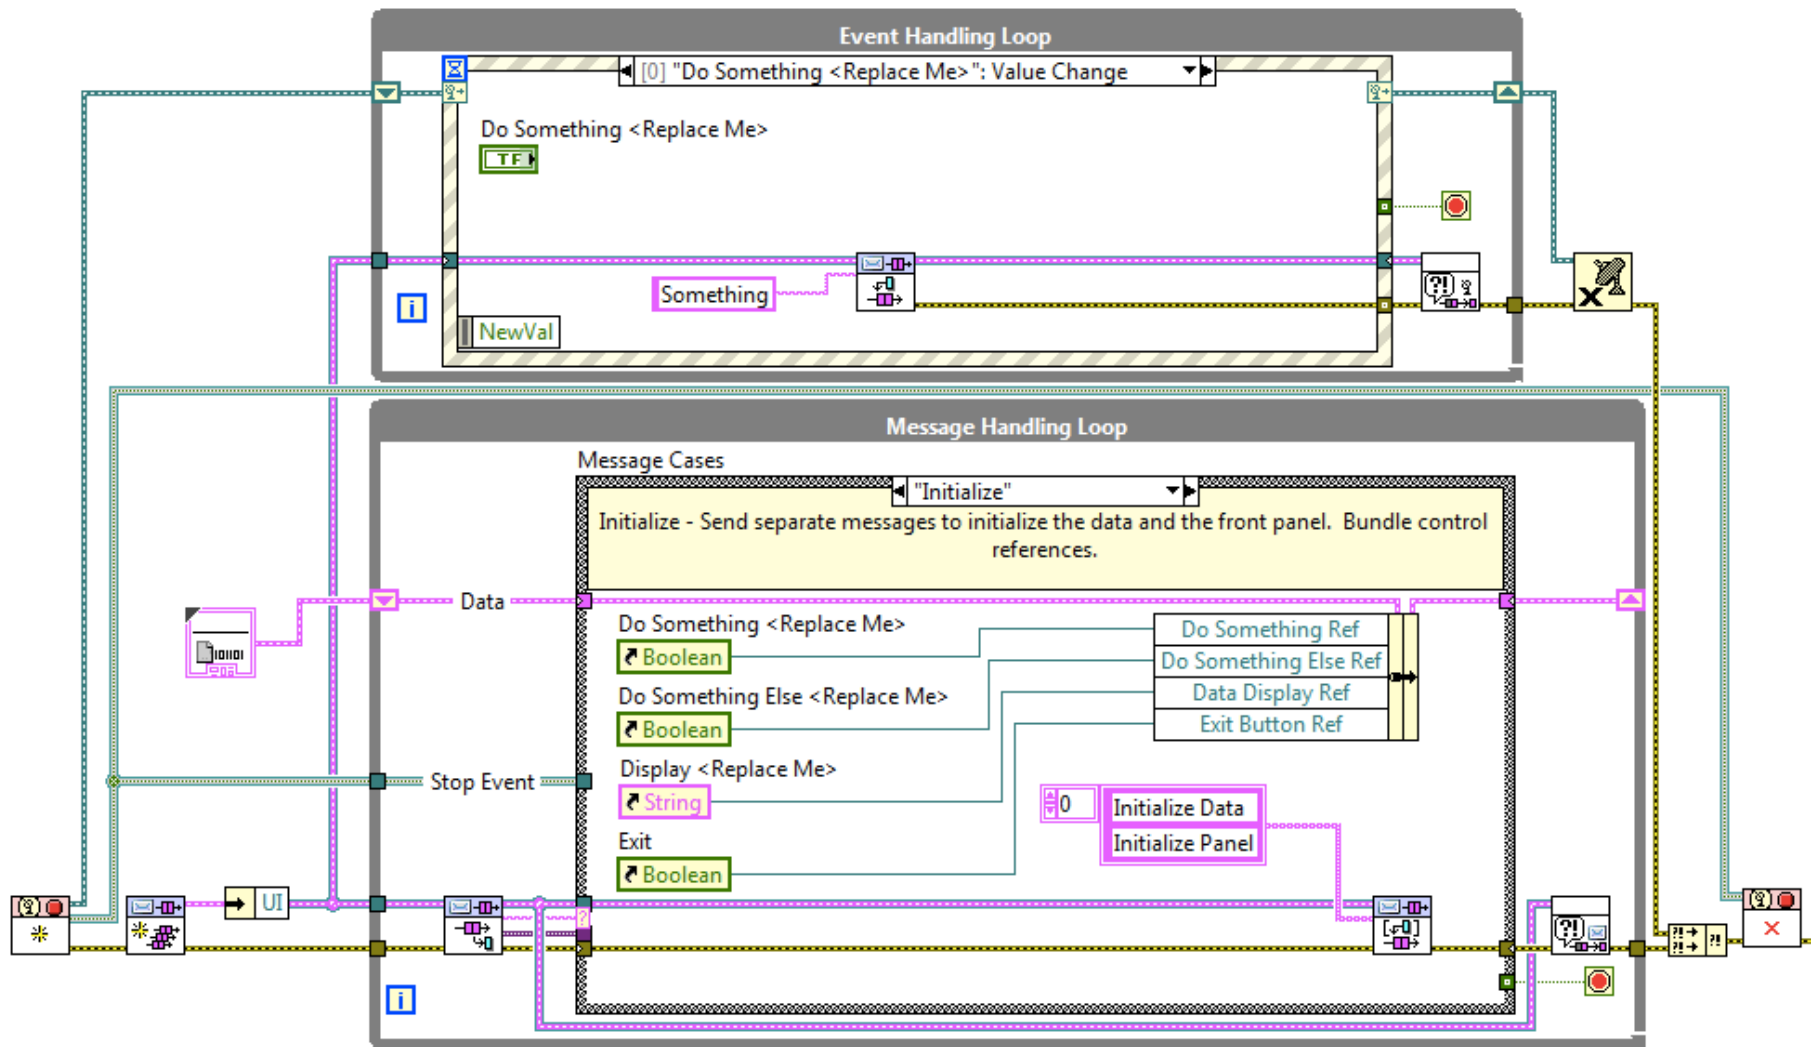 Event Handling Loop
[0] "Do Something <Replace Me>": Value Change
Do Something <Replace Me>
TF
Something
i
NewVal
Message Handling Loop
Message Cases
"Initialize"
Initialize - Send separate messages to initialize the data and the front panel.  Bundle control
references.
Data
Do Something <Replace Me>
Boolean
Do Something Ref
Do Something Else Ref
Data Display Ref
Exit Button Ref
Do Something Else <Replace Me>
Boolean
Stop Event
Display <Replace Me>
String
0
Initialize Data
Initialize Panel
Exit
Boolean
UI
?
?!
?!
?!
?!
?!
i